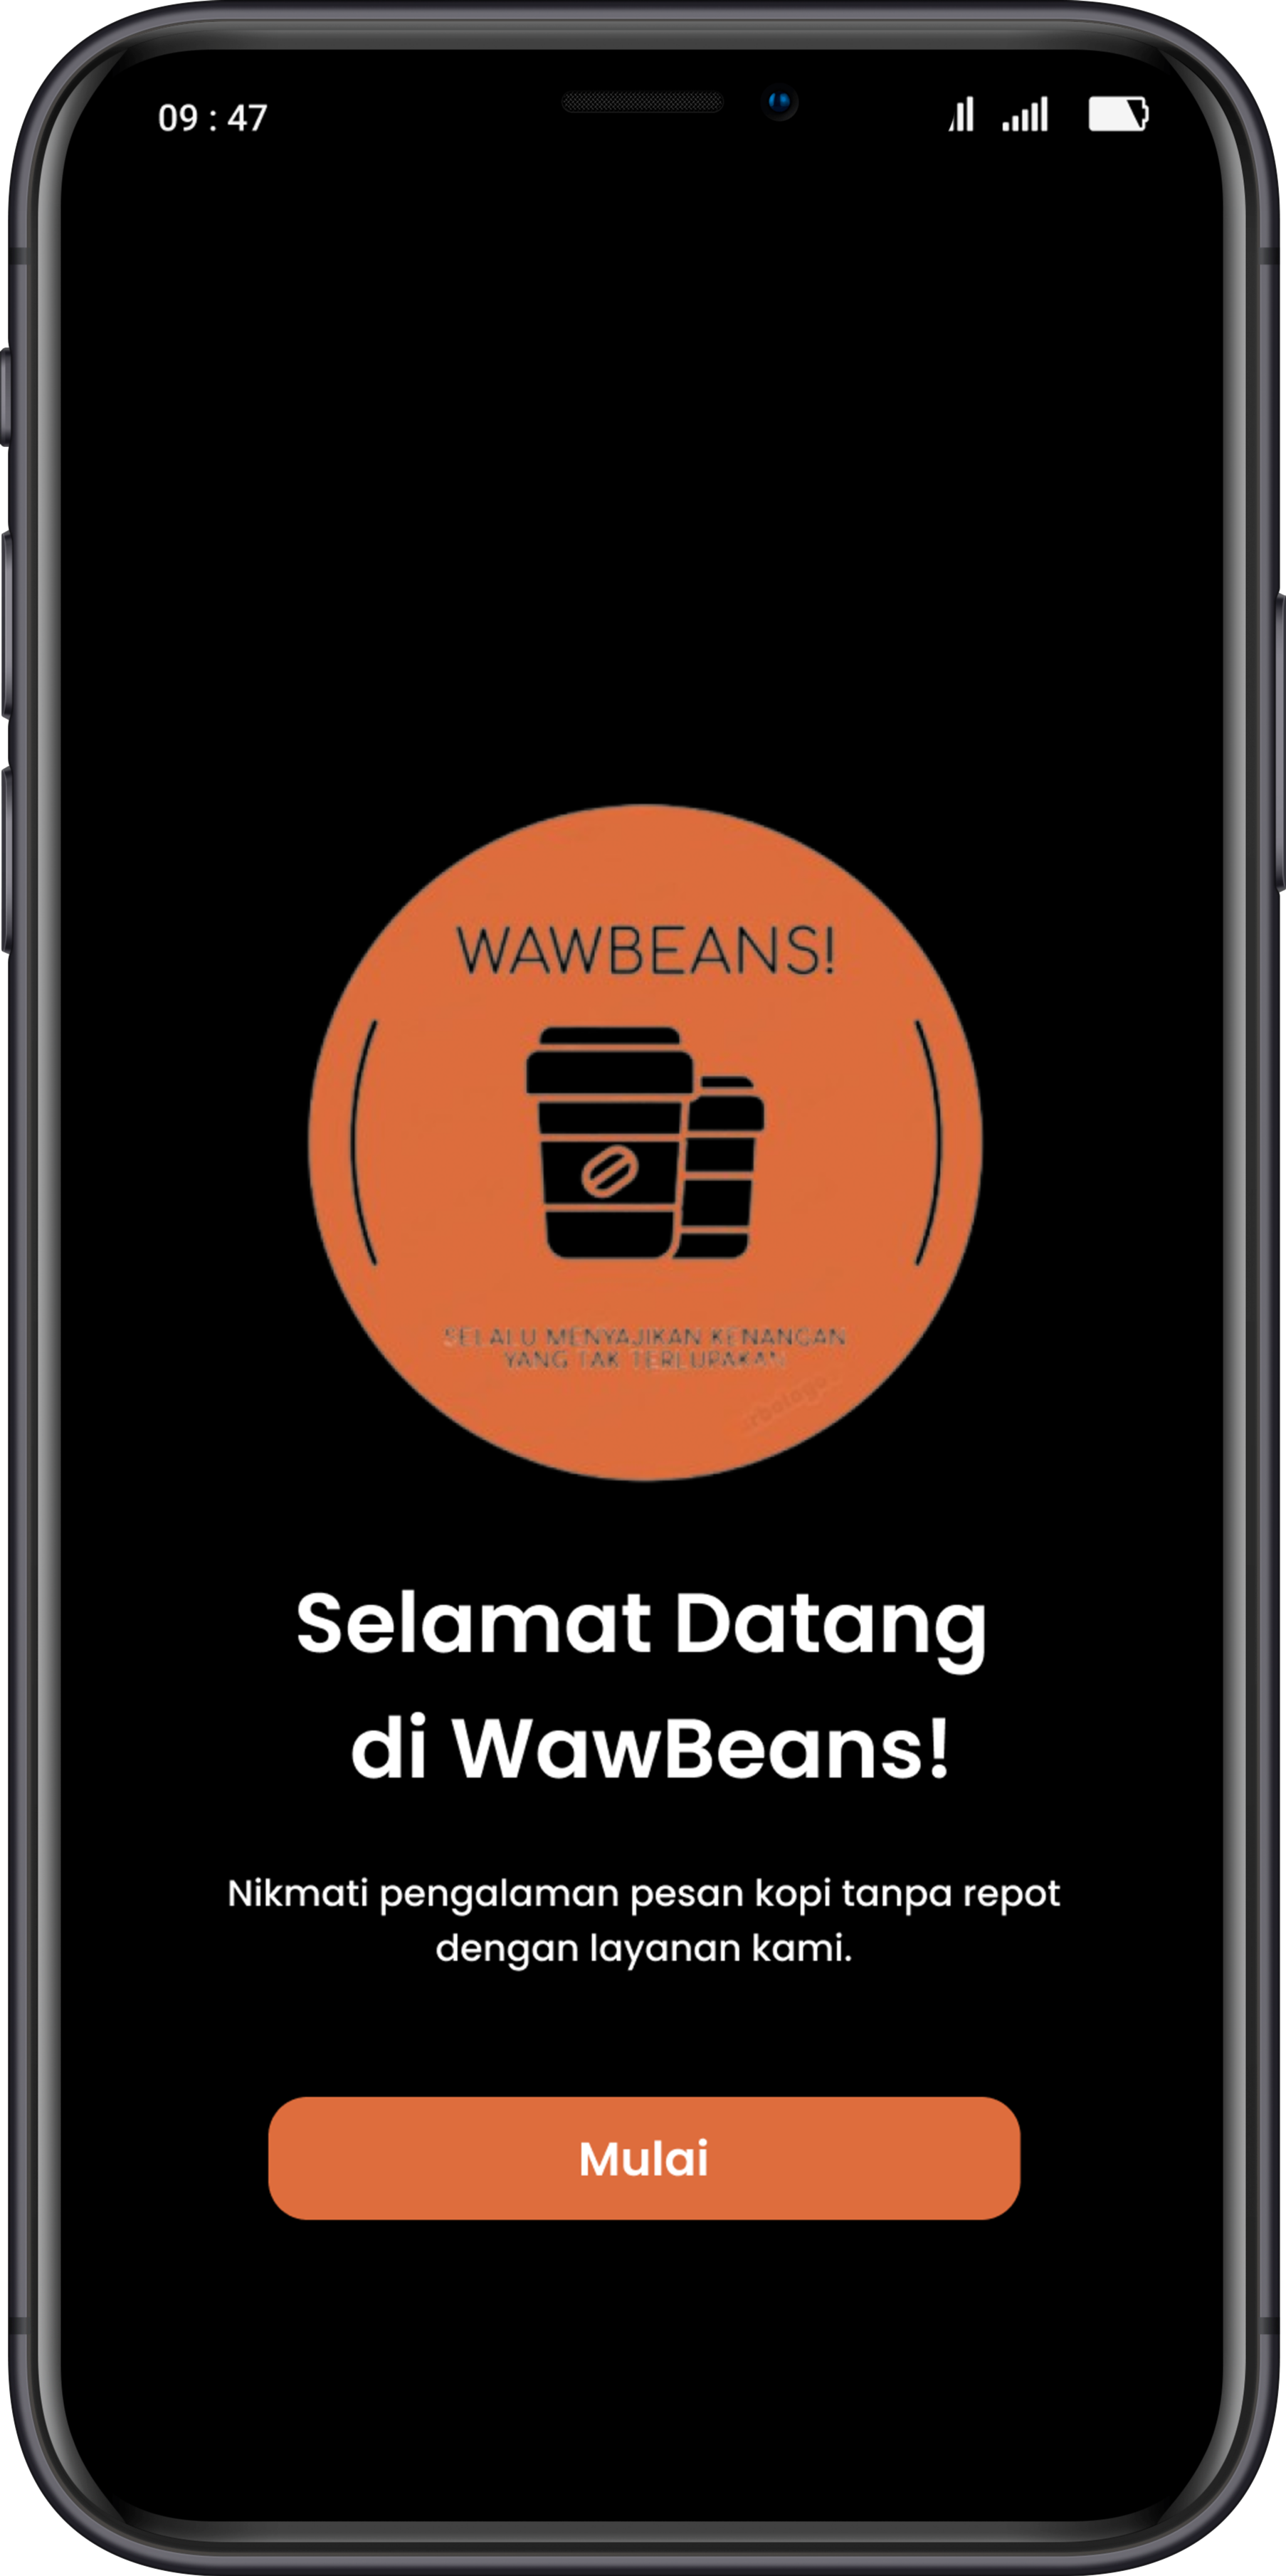 09 : 47
WAWBEANS!
SELALU MENYAJIKAN KENANGAN
YANG TAK TERLUPAKAN
Selamat Datang
di WawBeans!
Nikmati pengalaman pesan kopi tanpa repot
dengan layanan kami.
Mulai